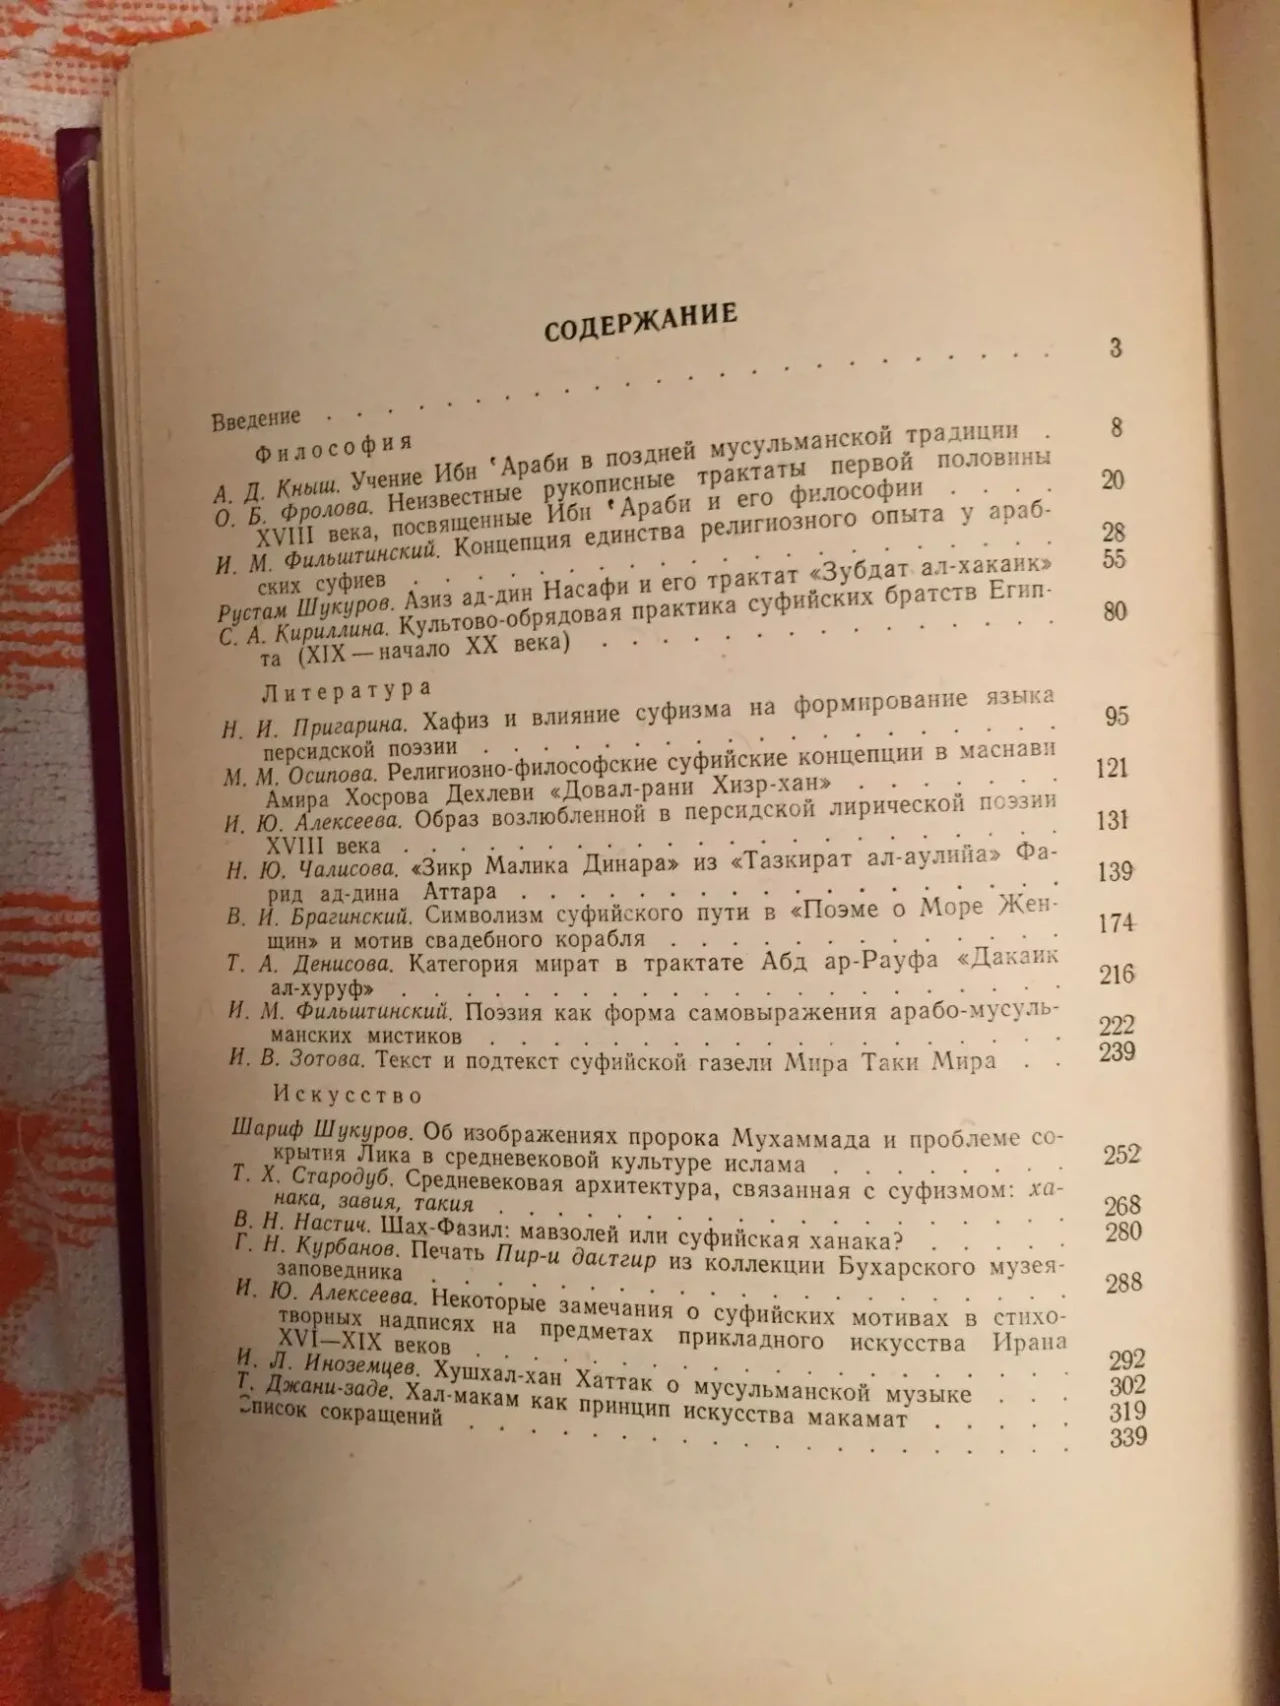 СОДЕРЖАНИЕ
Введение . . . . . . . . . . . . . . . . . . 3
Философия
А. Д. Кныш. Учение Ибн ‘Араби в поздней мусульманской традиции . 8
О. Б. Фролова. Неизвестные рукописные трактаты первой половины
XVIII века, посвященные Ибн ‘Араби и его философии . . . . 20
И. М. Фильштинский. Концепция единства религиозного опыта у араб-
ских суфиев . . . . . . . . . . . . . . . 28
Рустам Шукуров. Азиз ад-дин Насафи и его трактат «Зубдат ал-хакаик» 55
С. А. Кириллина. Культово-обрядовая практика суфийских братств Егип-
та (XIX — начало XX века) . . . . . . . . . . . 80
Литература
Н. И. Пригарина. Хафиз и влияние суфизма на формирование языка
персидской поэзии . . . . . . . . . . . . . . 95
М. М. Осипова. Религиозно-философские суфийские концепции в маснави
Амира Хосрова Дехлеви «Довал-рани Хизр-хан» . . . . . . 121
И. Ю. Алексеева. Образ возлюбленной в персидской лирической поэзии
XVIII века . . . . . . . . . . . . . . . . 131
Н. Ю. Чалисова. «Зикр Малика Динара» из «Тазкират ал-аулийа» Фа-
рид ад-дина Аттара . . . . . . . . . . . . . 139
В. И. Брагинский. Символизм суфийского пути в «Поэме о Море Жен-
щин» и мотив свадебного корабля . . . . . . . . . . 174
Т. А. Денисова. Категория мират в трактате Абд ар-Рауфа «Дакаик
ал-хуруф» . . . . . . . . . . . . . . . . 216
И. М. Фильштинский. Поэзия как форма самовыражения арабо-мусуль-
манских мистиков . . . . . . . . . . . . . . 222
И. В. Зотова. Текст и подтекст суфийской газели Мира Таки Мира . . 239
Искусство
Шариф Шукуров. Об изображениях пророка Мухаммада и проблеме со-
крытия Лика в средневековой культуре ислама . . . . . . . 252
Т. Х. Стародуб. Средневековая архитектура, связанная с суфизмом: ха-
нака, завия, такия . . . . . . . . . . . . . . 268
В. Н. Настич. Шах-Фазил: мавзолей или суфийская ханака? . . . . . 280
Г. Н. Курбанов. Печать Пир-и дастгир из коллекции Бухарского музея-
заповедника . . . . . . . . . . . . . . . . 288
И. Ю. Алексеева. Некоторые замечания о суфийских мотивах в стихо-
творных надписях на предметах прикладного искусства Ирана
XVI—XIX веков . . . . . . . . . . . . . . . 292
И. Л. Иноземцев. Хушхал-хан Хаттак о мусульманской музыке . . . 302
Т. Джани-заде. Хал-макам как принцип искусства макамат . . . . . 319
Список сокращений . . . . . . . . . . . . . . . 339